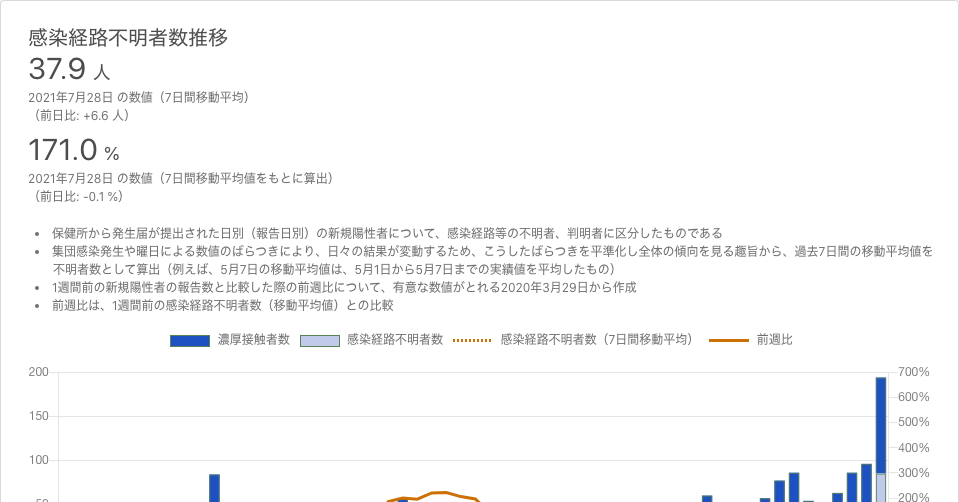 感染経路不明者数推移
37.9 人
2021年7月28日 の数値（7日間移動平均）
（前日比: +6.6 人）
171.0 %
2021年7月28日 の数値（7日間移動平均値をもとに算出）
（前日比: -0.1 %）
• 保健所から発生届が提出された日別（報告日別）の新規陽性者について、感染経路等の不明者、判明者に区分したものである
• 集団感染発生や曜日による数値のばらつきにより、日々の結果が変動するため、こうしたばらつきを平準化し全体の傾向を見る趣旨から、過去7日間の移動平均値を
不明者数として算出（例えば、5月7日の移動平均値は、5月1日から5月7日までの実績値を平均したもの）
• 1週間前の新規陽性者の報告数と比較した際の前週比について、有意な数値がとれる2020年3月29日から作成
• 前週比は、1週間前の感染経路不明者数（移動平均値）との比較
濃厚接触者数 感染経路不明者数 感染経路不明者数（7日間移動平均） 前週比
200 700%
600%
150
500%
400%
100
300%
50 200%